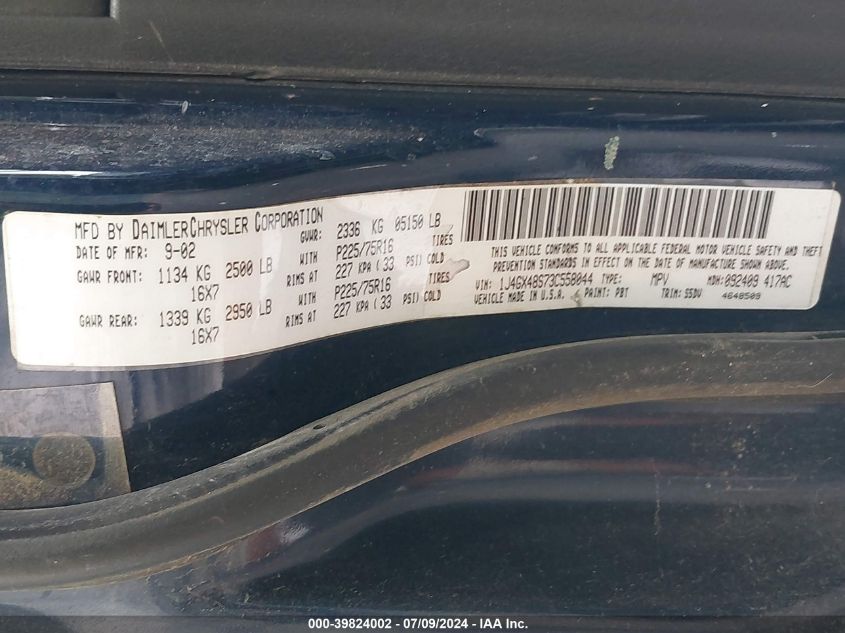 MFD BY DAIMLERCHRYSLER CORPORATION
DATE OF MFR: 9-02 GVWR: 2336 KG 05150 LB
GAWR FRONT: 1134 KG 2500 LB WITH P225/75R16 TIRES
16X7 RIMS AT 227 KPA ( 33 PSI) COLD
GAWR REAR: 1339 KG 2950 LB WITH P225/75R16 TIRES
16X7 RIMS AT 227 KPA ( 33 PSI) COLD
THIS VEHICLE CONFORMS TO ALL APPLICABLE FEDERAL MOTOR VEHICLE SAFETY AND THEFT
PREVENTION STANDARDS IN EFFECT ON THE DATE OF MANUFACTURE SHOWN ABOVE.
VIN: 1J4GX48S73C558044 TYPE: MPV MDH: 092409 417AC
VEHICLE MADE IN U.S.A. PAINT: PBT TRIM: S5DV 4648509
000-39824002 - 07/09/2024 - IAA Inc.